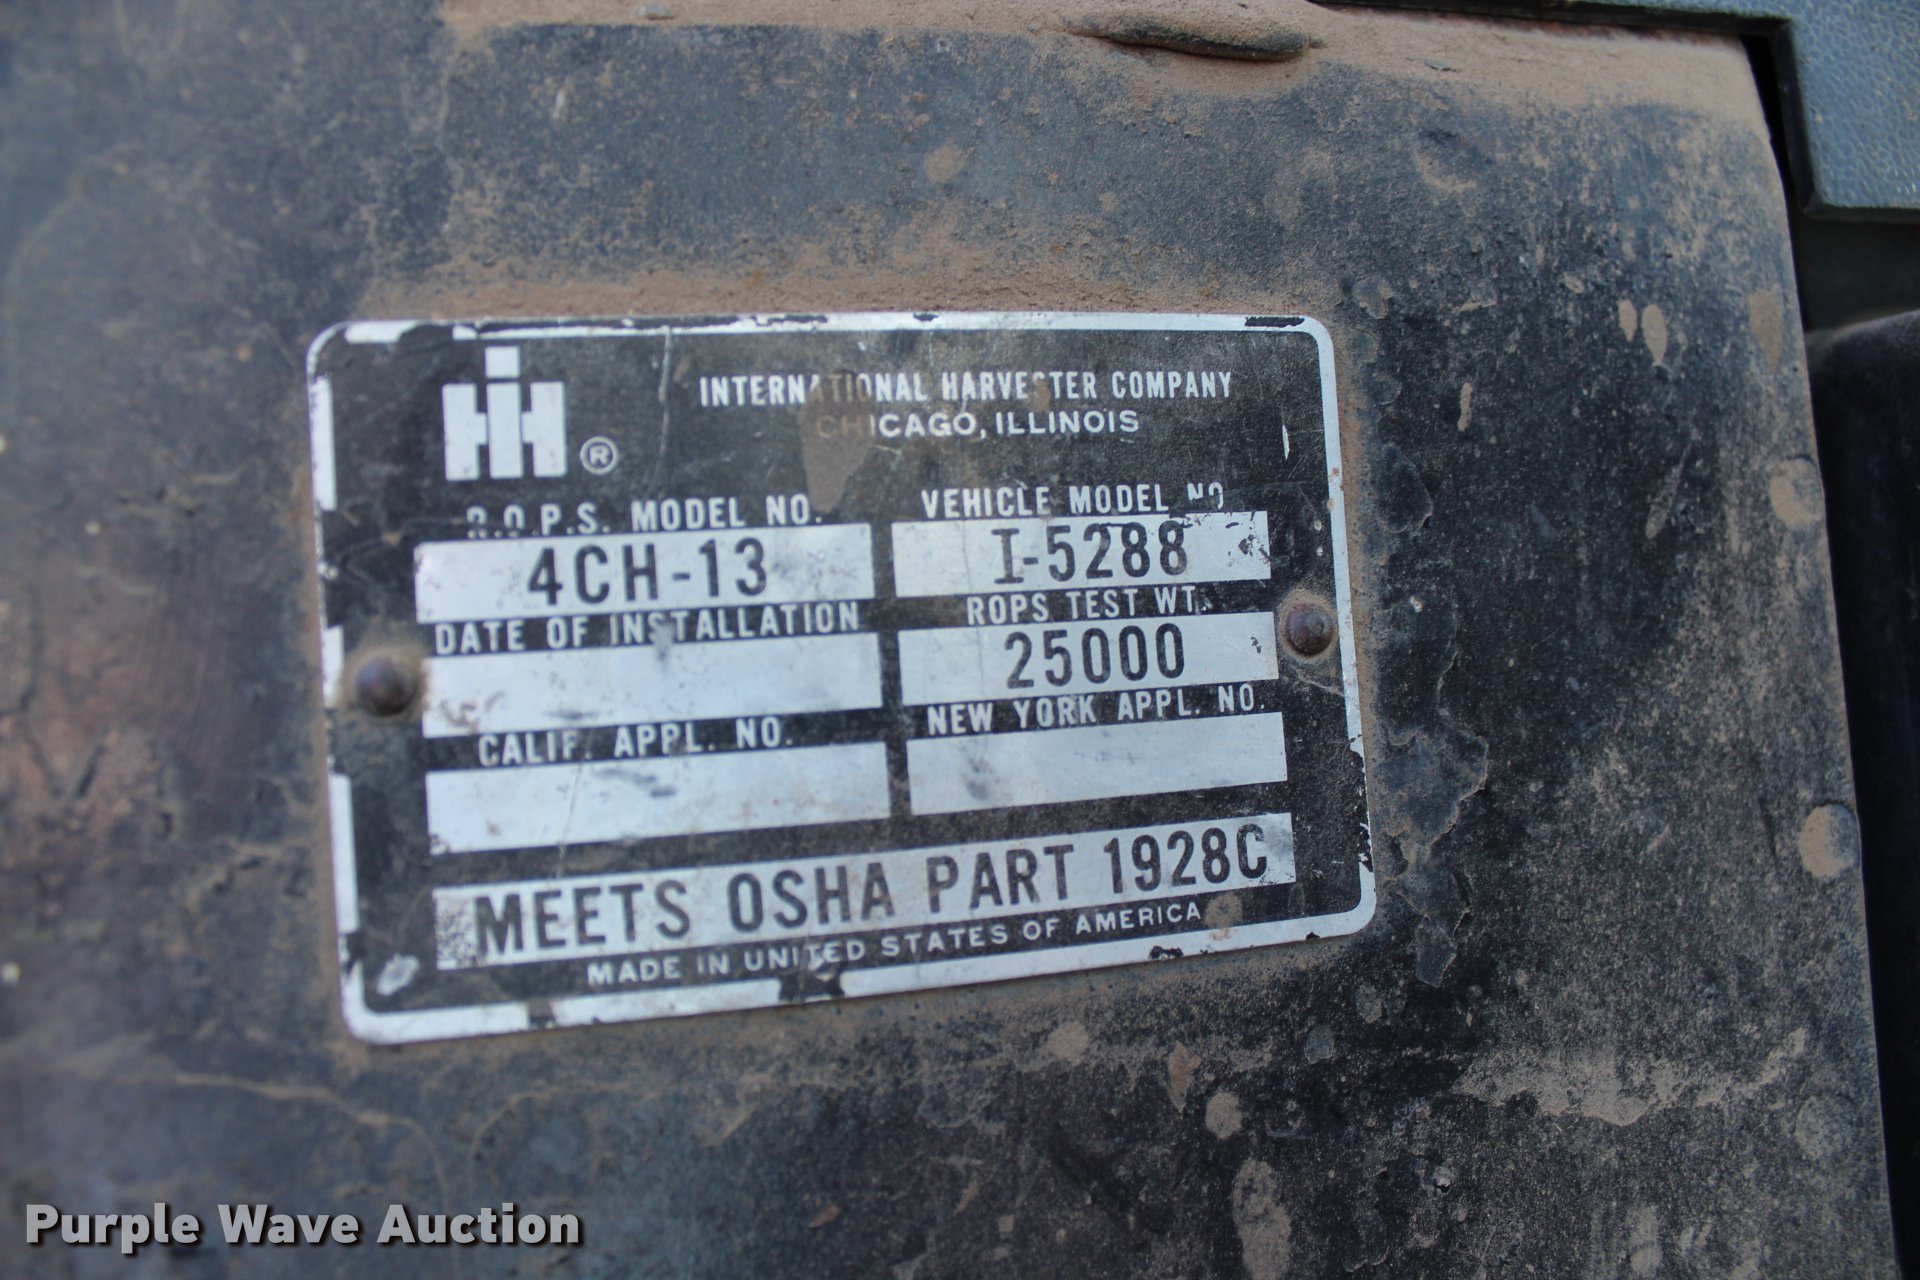 IH ®
INTERNATIONAL HARVESTER COMPANY
CHICAGO, ILLINOIS
R.O.P.S. MODEL NO. VEHICLE MODEL NO
4CH-13 I-5288
DATE OF INSTALLATION ROPS TEST WT.
25000
CALIF. APPL. NO. NEW YORK APPL. NO.
MEETS OSHA PART 1928C
MADE IN UNITED STATES OF AMERICA
Purple Wave Auction